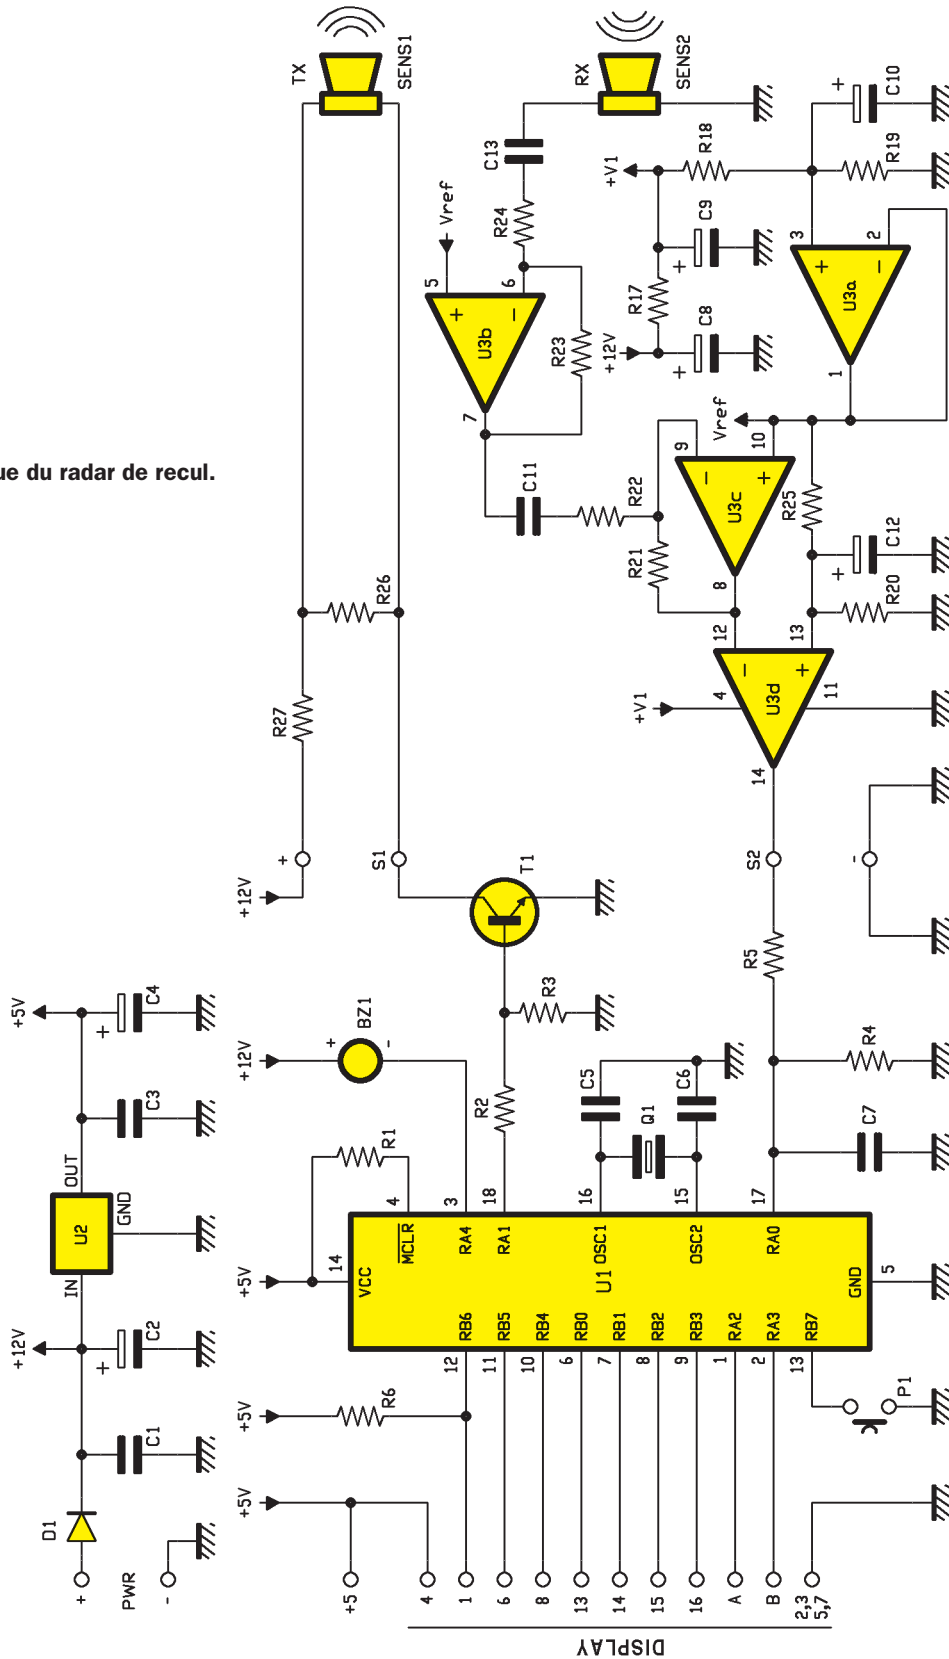 ue du radar de recul.
+
PWR
-
D1
C1
+12V
+
C2
IN
U2
OUT
GND
C3
+5V
+
C4
DISPLAY
+5
4
1
6
8
13
14
15
16
A
B
2,3
5,7
+5V
+5V
R6
12
11
10
6
7
8
9
1
2
13
RB6
RB5
RB4
RB0
RB1
RB2
RB3
RA2
RA3
RB7
P1
+5V
14
VCC
U1
GND
5
MCLR
RA4
RA1
OSC1
OSC2
RA0
4
3
18
16
15
17
R1
+12V
+
BZ1
-
R2
R3
T1
Q1
C5
C6
C7
R4
R5
+12V
+
S1
S2
-
R27
R26
TX
SENS1
RX
SENS2
C13
R24
Vref
5
6
+
-
U3b
7
R23
C11
R22
R21
9
10
-
+
U3c
8
Vref
R25
+
C12
R20
12
13
-
+
U3d
+V1
4
11
14
+12V
R17
+
C8
+
C9
+V1
R18
R19
+
C10
3
2
+
-
U3a
1